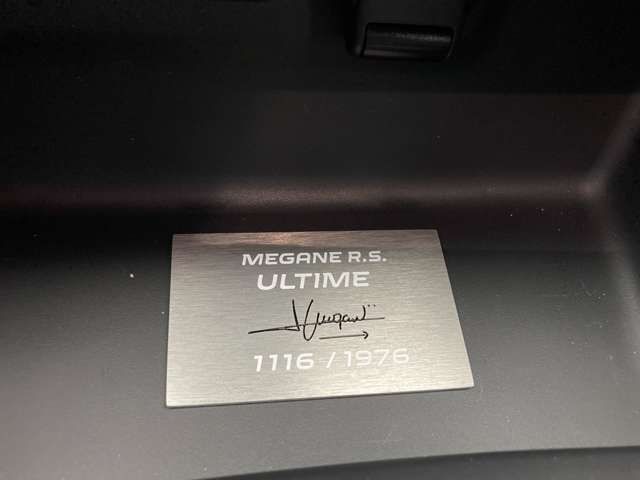 MEGANE R.S.
ULTIME
1116 / 1976